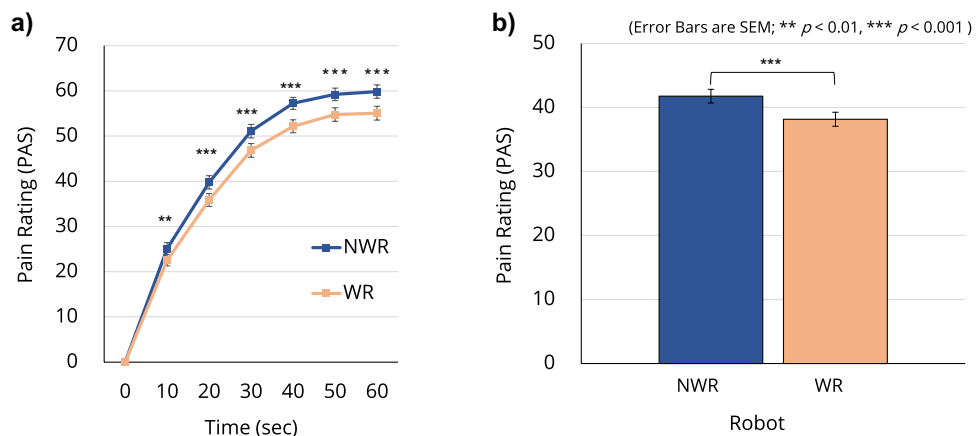 a)
70
60
50
40
30
20
10
0
Pain Rating (PAS)
**
***
***
***
***
***
NWR
WR
0 10 20 30 40 50 60
Time (sec)
b)
(Error Bars are SEM; ** p < 0.01, *** p < 0.001 )
50
40
30
20
10
0
Pain Rating (PAS)
***
NWR WR
Robot